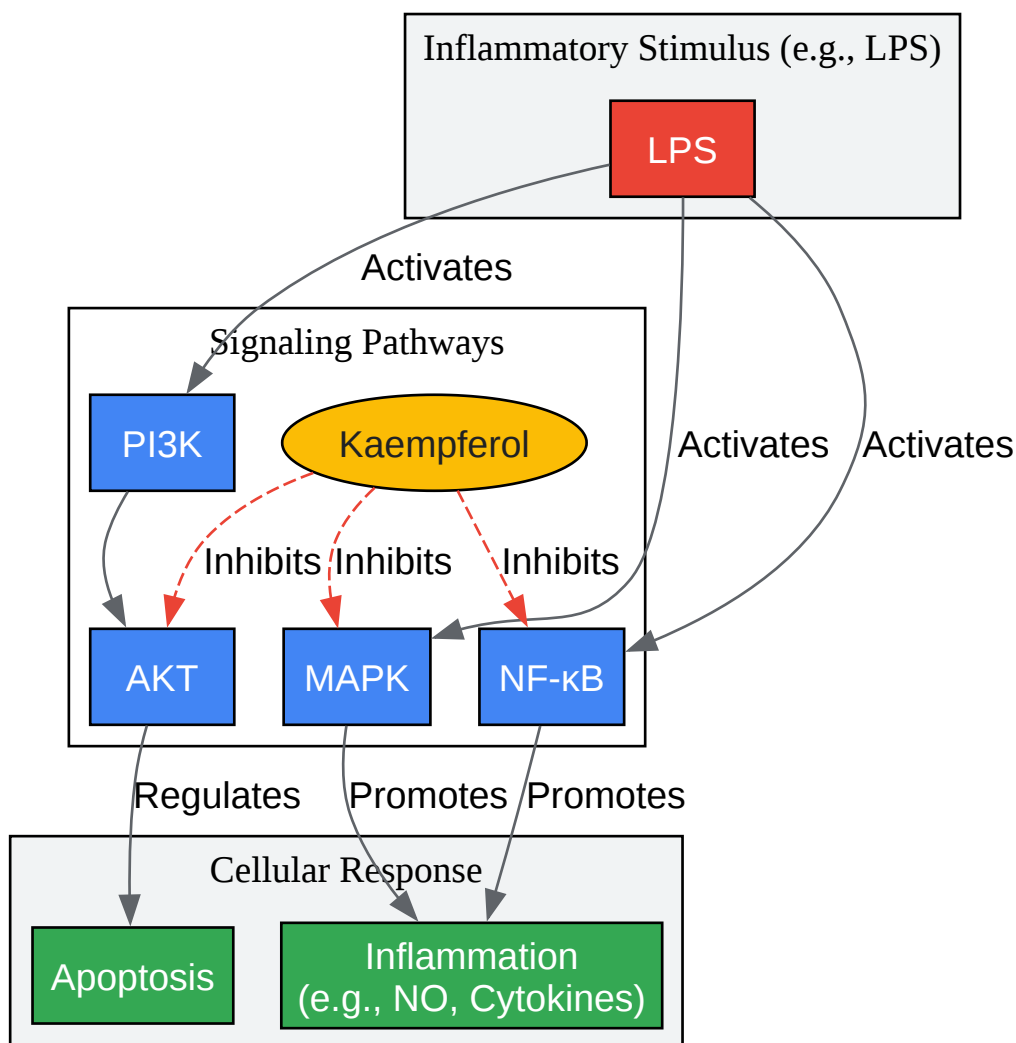 Inflammatory Stimulus (e.g., LPS)
LPS
Activates
Signaling Pathways
PI3K
Kaempferol
Activates
Activates
Inhibits
Inhibits
Inhibits
AKT
MAPK
NF-κB
Regulates
Promotes
Promotes
Cellular Response
Apoptosis
Inflammation
(e.g., NO, Cytokines)